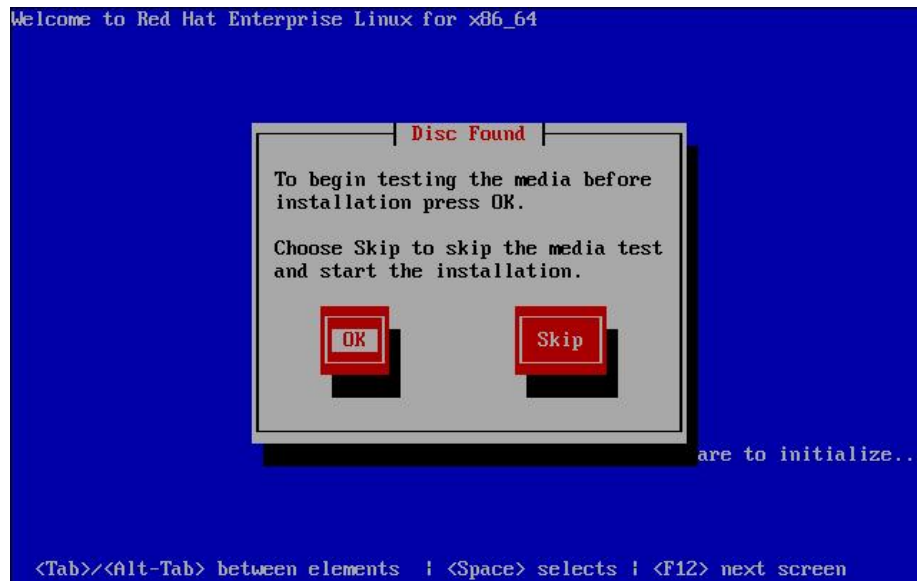 Welcome to Red Hat Enterprise Linux for x86_64
Disc Found
To begin testing the media before
installation press OK.
Choose Skip to skip the media test
and start the installation.
OK Skip
are to initialize..
<Tab>/<Alt-Tab> between elements | <Space> selects | <F12> next screen